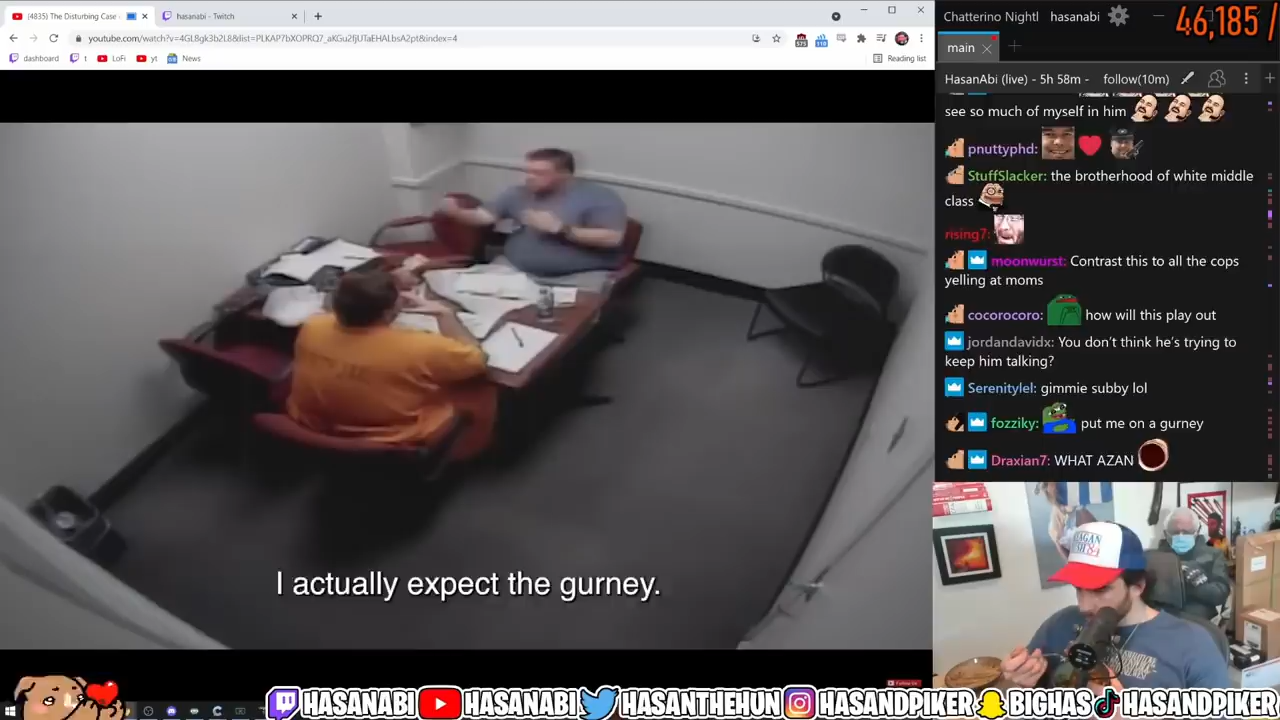 (4835) The Disturbing Case
hasanabi - Twitch
youtube.com/watch?v=4GL8gk3b2L8&list=PLKAP7bXOPRQ7_aKGu2fjUTaEHALbsA2pt&index=4
dashboard
t
LoFi
yt
News
Reading list
I actually expect the gurney.
Chatterino Nightl
hasanabi
46,185 /
main
HasanAbi (live) - 5h 58m -
follow(10m)
see so much of myself in him
pnuttyphd:
StuffSlacker: the brotherhood of white middle
class
rising7:
moonwurst: Contrast this to all the cops
yelling at moms
cocorocoro: how will this play out
jordandavidx: You don't think he's trying to
keep him talking?
Serenitylel: gimmie subby lol
fozziky: put me on a gurney
Draxian7: WHAT AZAN
HASANABI
HASANABI
HASANTHEHUN
HASANDPIKER
BIGHAS
HASANDPIKER